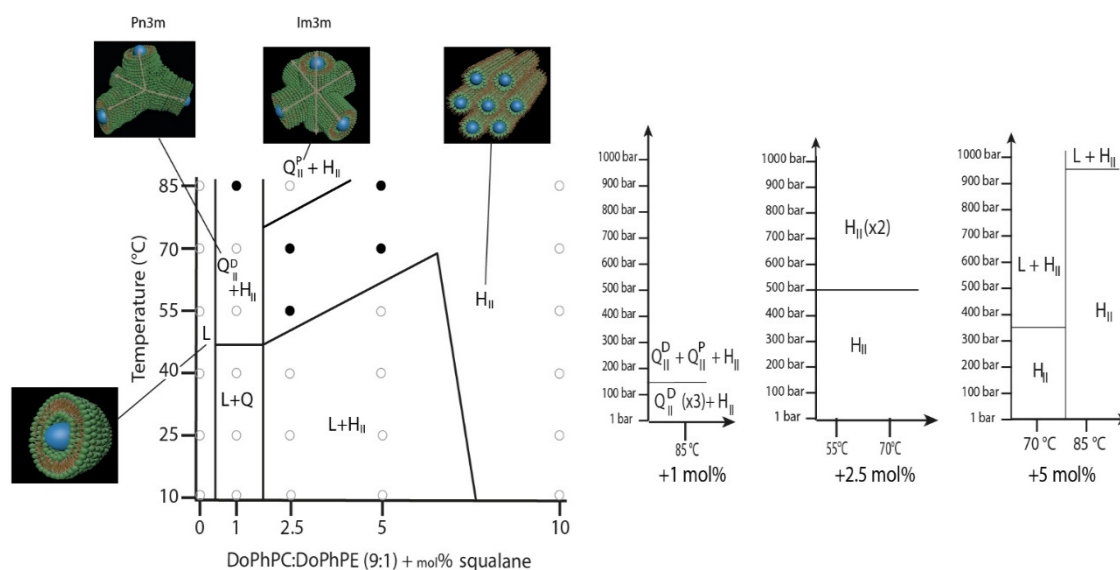 Pn3m
Im3m
Q_II^P + H_II
85
70
55
40
25
10
Temperature (°C)
Q_II^D
+H_II
L
L+Q
L+H_II
H_II
0
1
2.5
5
10
DoPhPC:DoPhPE (9:1) + mol% squalane
1000 bar
900 bar
800 bar
700 bar
600 bar
500 bar
400 bar
300 bar
200 bar
100 bar
1 bar
Q_II^D + Q_II^P + H_II
Q_II^D (x3)+ H_II
85 °C
+1 mol%
1000 bar
900 bar
800 bar
700 bar
600 bar
500 bar
400 bar
300 bar
200 bar
100 bar
1 bar
H_II (x2)
H_II
55°C
70°C
+2.5 mol%
1000 bar
900 bar
800 bar
700 bar
600 bar
500 bar
400 bar
300 bar
200 bar
100 bar
1 bar
L + H_II
L + H_II
H_II
H_II
70 °C
85 °C
+5 mol%